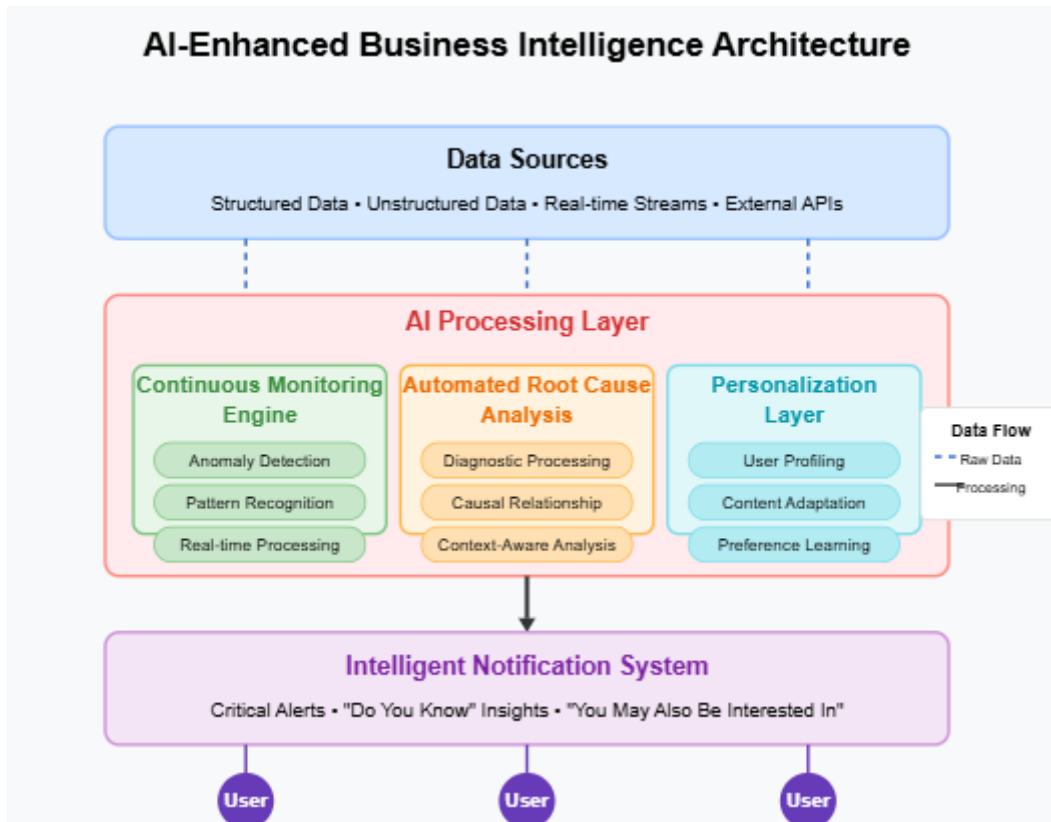 AI-Enhanced Business Intelligence Architecture
Data Sources
Structured Data • Unstructured Data • Real-time Streams • External APIs
AI Processing Layer
Continuous Monitoring
Engine
Anomaly Detection
Pattern Recognition
Real-time Processing
Automated Root Cause
Analysis
Diagnostic Processing
Causal Relationship
Context-Aware Analysis
Personalization
Layer
User Profiling
Content Adaptation
Preference Learning
Data Flow
Raw Data
Processing
Intelligent Notification System
Critical Alerts • "Do You Know" Insights • "You May Also Be Interested In"
User
User
User